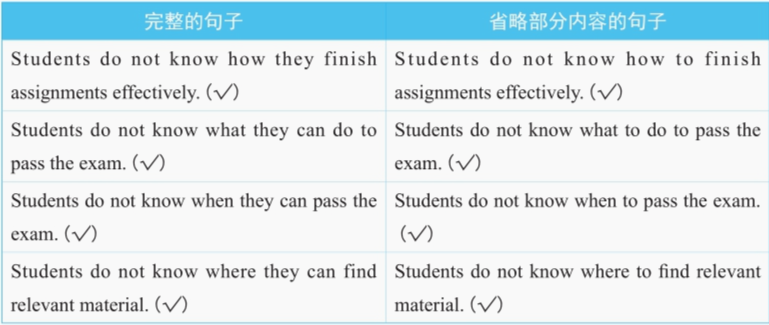 完整的句子 省略部分内容的句子
Students do not know how they finish
assignments effectively. (√)
Students do not know how to finish
assignments effectively. (√)
Students do not know what they can do to
pass the exam. (√)
Students do not know what to do to pass the
exam. (√)
Students do not know when they can pass the
exam. (√)
Students do not know when to pass the exam.
(√)
Students do not know where they can find
relevant material. (√)
Students do not know where to find relevant
material. (√)